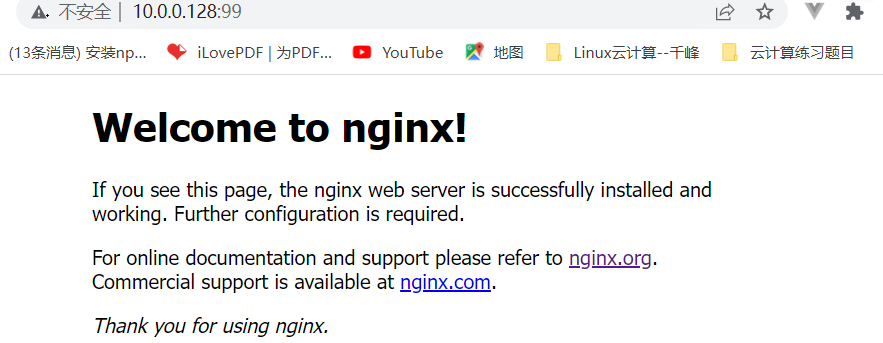 不安全 | 10.0.0.128:99
(13条消息) 安装np... iLovePDF | 为PDF... YouTube 地图 Linux云计算--千峰 云计算练习题目
Welcome to nginx!
If you see this page, the nginx web server is successfully installed and
working. Further configuration is required.
For online documentation and support please refer to nginx.org.
Commercial support is available at nginx.com.
Thank you for using nginx.